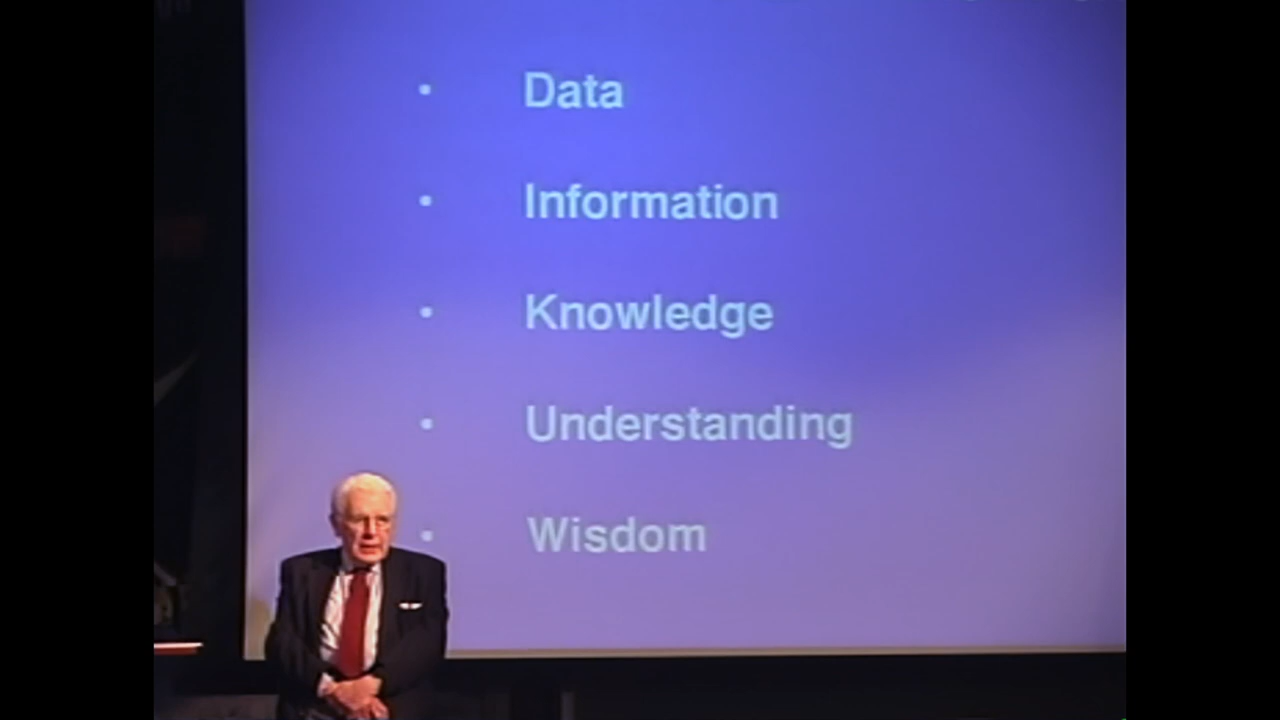 • Data
• Information
• Knowledge
• Understanding
• Wisdom